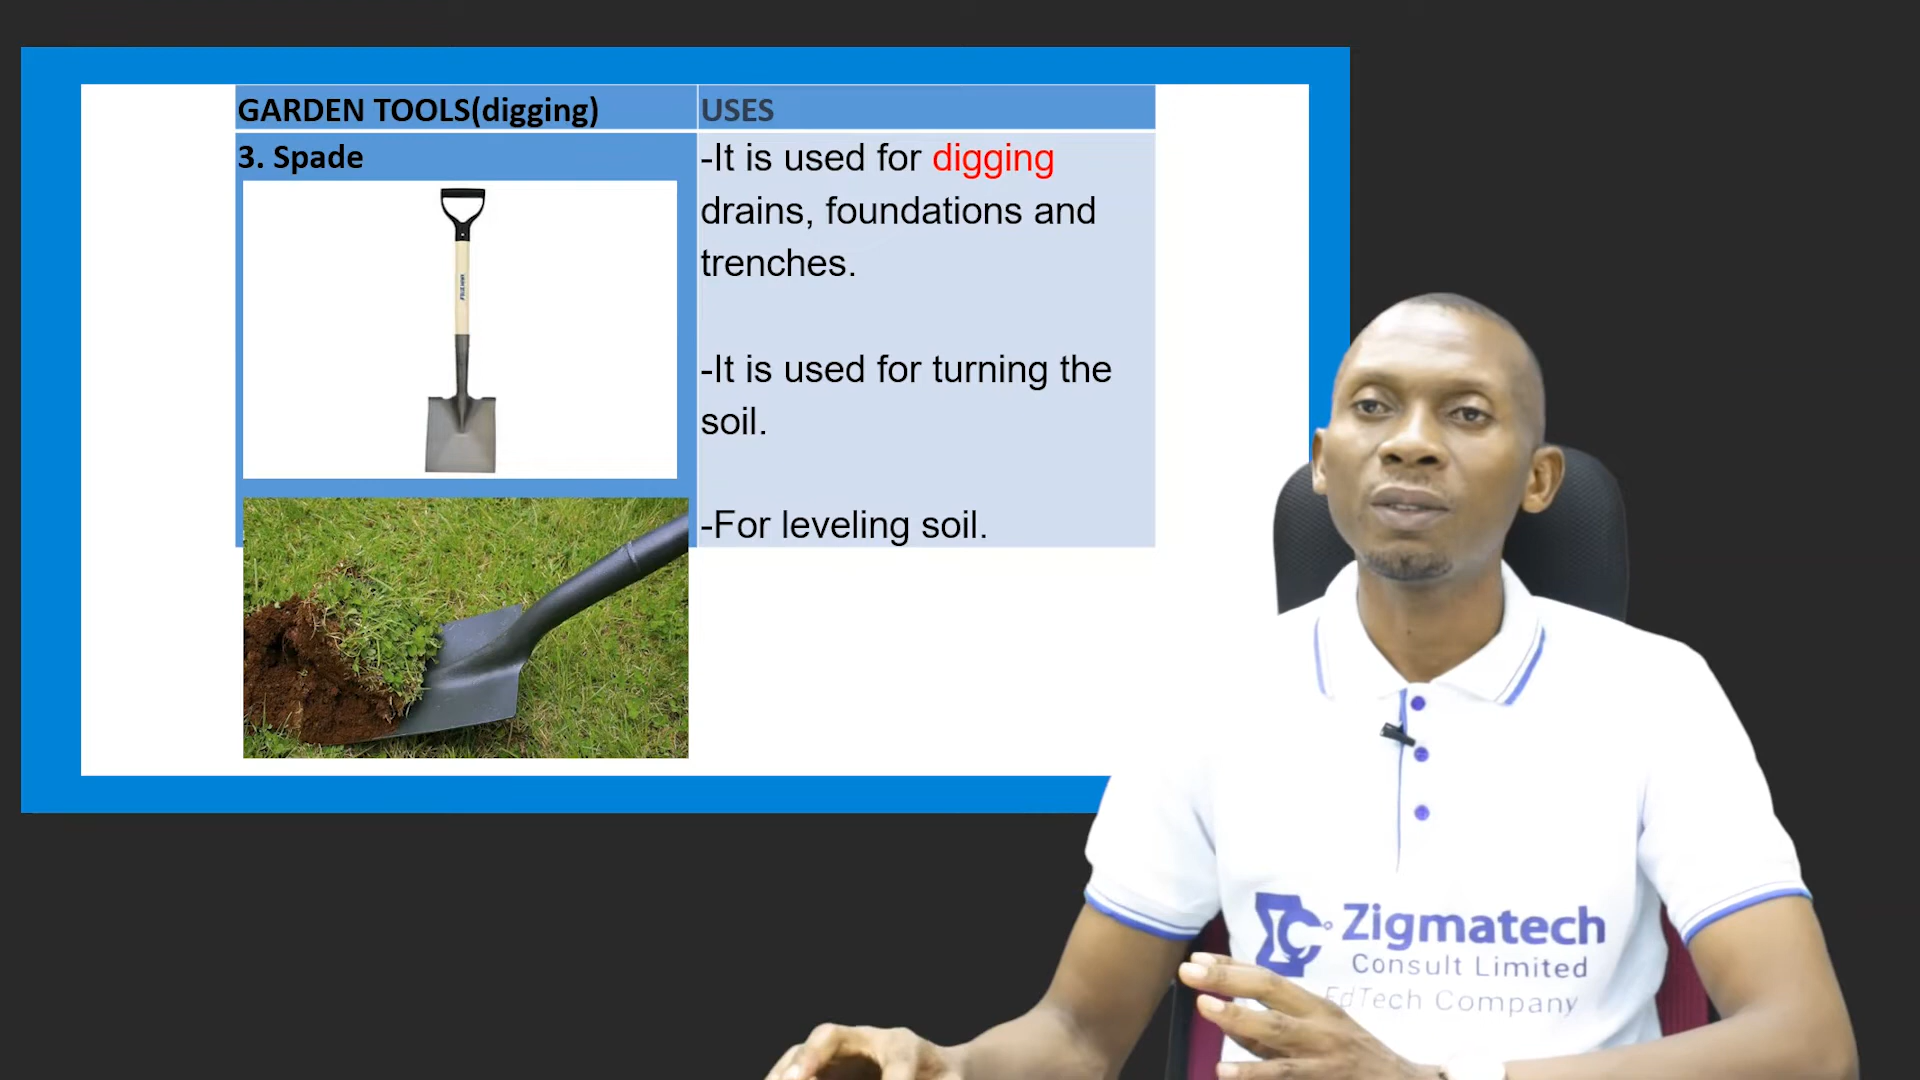 GARDEN TOOLS(digging)
USES
3. Spade
-It is used for digging
drains, foundations and
trenches.
-It is used for turning the
soil.
-For leveling soil.
Zigmatech
Consult Limited
EdTech Company